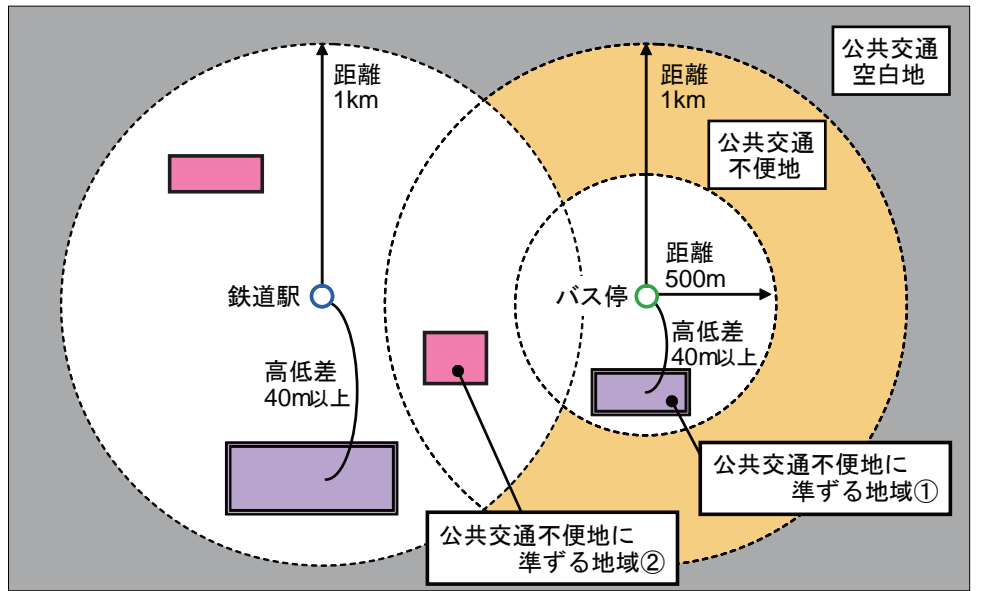 公共交通
空白地
距離
1km
距離
1km
公共交通
不便地
距離
500m
鉄道駅
バス停
高低差
40m以上
高低差
40m以上
公共交通不便地に
準ずる地域①
公共交通不便地に
準ずる地域②